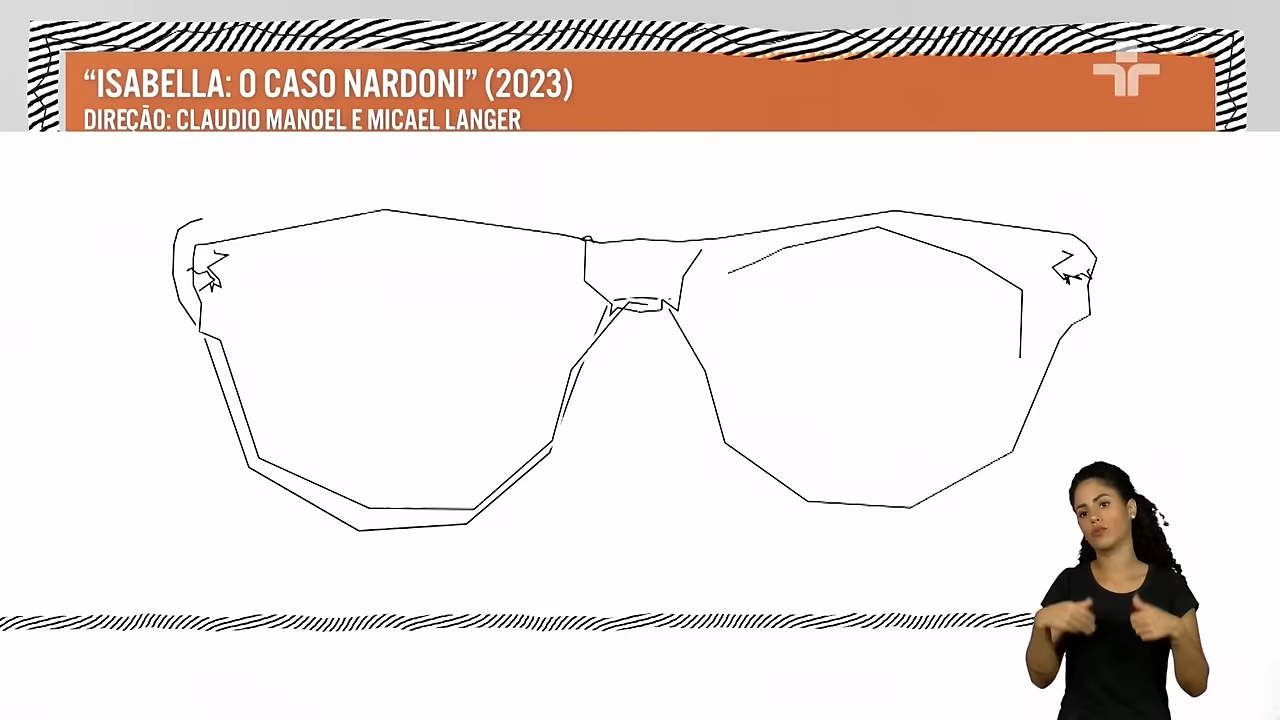 “ISABELLA: O CASO NARDONI” (2023)
DIREÇÃO: CLAUDIO MANOEL E MICAEL LANGER